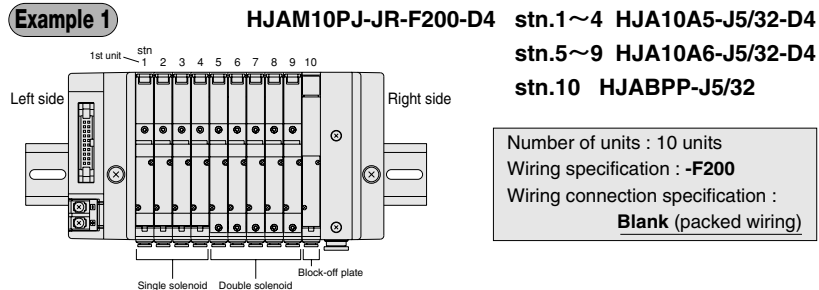 Example 1
HJAM10PJ-JR-F200-D4 stn.1～4 HJA10A5-J5/32-D4
stn.5～9 HJA10A6-J5/32-D4
stn.10 HJABPP-J5/32
stn
1st unit 1 2 3 4 5 6 7 8 9 10
Left side
Right side
Number of units : 10 units
Wiring specification : -F200
Wiring connection specification :
Blank (packed wiring)
Block-off plate
Single solenoid Double solenoid